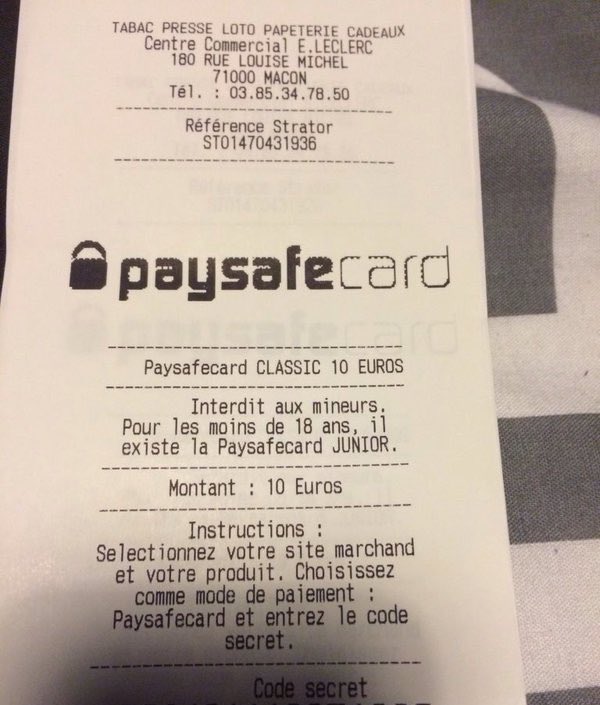 TABAC PRESSE LOTO PAPETERIE CADEAUX
Centre Commercial E.LECLERC
180 RUE LOUISE MICHEL
71000 MACON
Tél. : 03.85.34.78.50
Référence Strator
ST01470431936
paysafecard
Paysafecard CLASSIC 10 EUROS
Interdit aux mineurs.
Pour les moins de 18 ans, il
existe la Paysafecard JUNIOR.
Montant : 10 Euros
Instructions :
Selectionnez votre site marchand
et votre produit. Choisissez
comme mode de paiement :
Paysafecard et entrez le code
secret.
Code secret